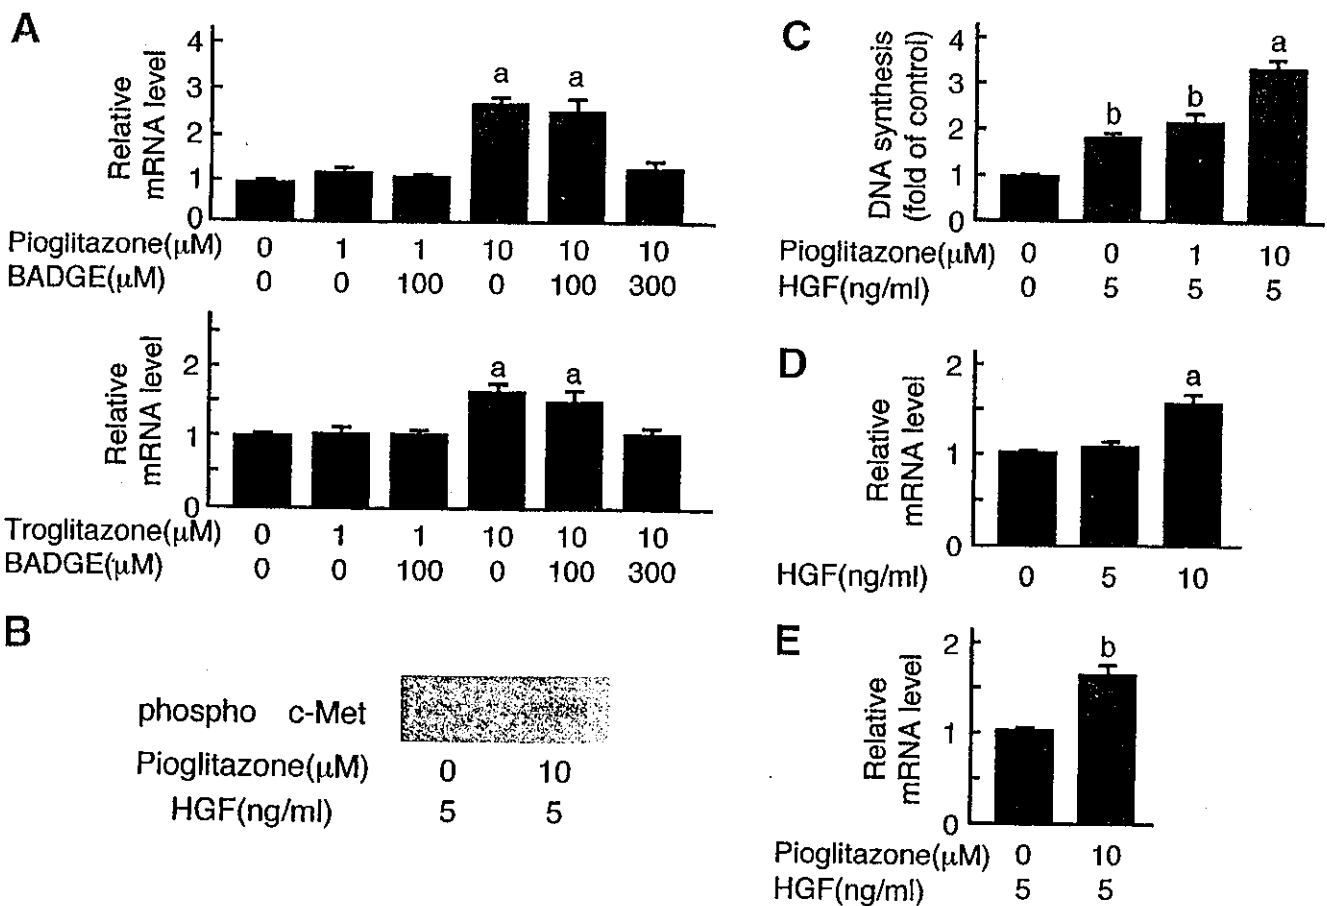 A
Relative
mRNA level
4
3
2
1
0
a a
Pioglitazone(μM) 0 1 1 10 10 10
BADGE(μM) 0 0 100 0 100 300
Relative
mRNA level
2
1
0
a a
Troglitazone(μM) 0 1 1 10 10 10
BADGE(μM) 0 0 100 0 100 300
B
phospho c-Met
Pioglitazone(μM) 0 10
HGF(ng/ml) 5 5
C
DNA synthesis
(fold of control)
4
3
2
1
0
b b a
Pioglitazone(μM) 0 0 1 10
HGF(ng/ml) 0 5 5 5
D
Relative
mRNA level
2
1
0
a
HGF(ng/ml) 0 5 10
E
Relative
mRNA level
2
1
0
b
Pioglitazone(μM) 0 10
HGF(ng/ml) 5 5